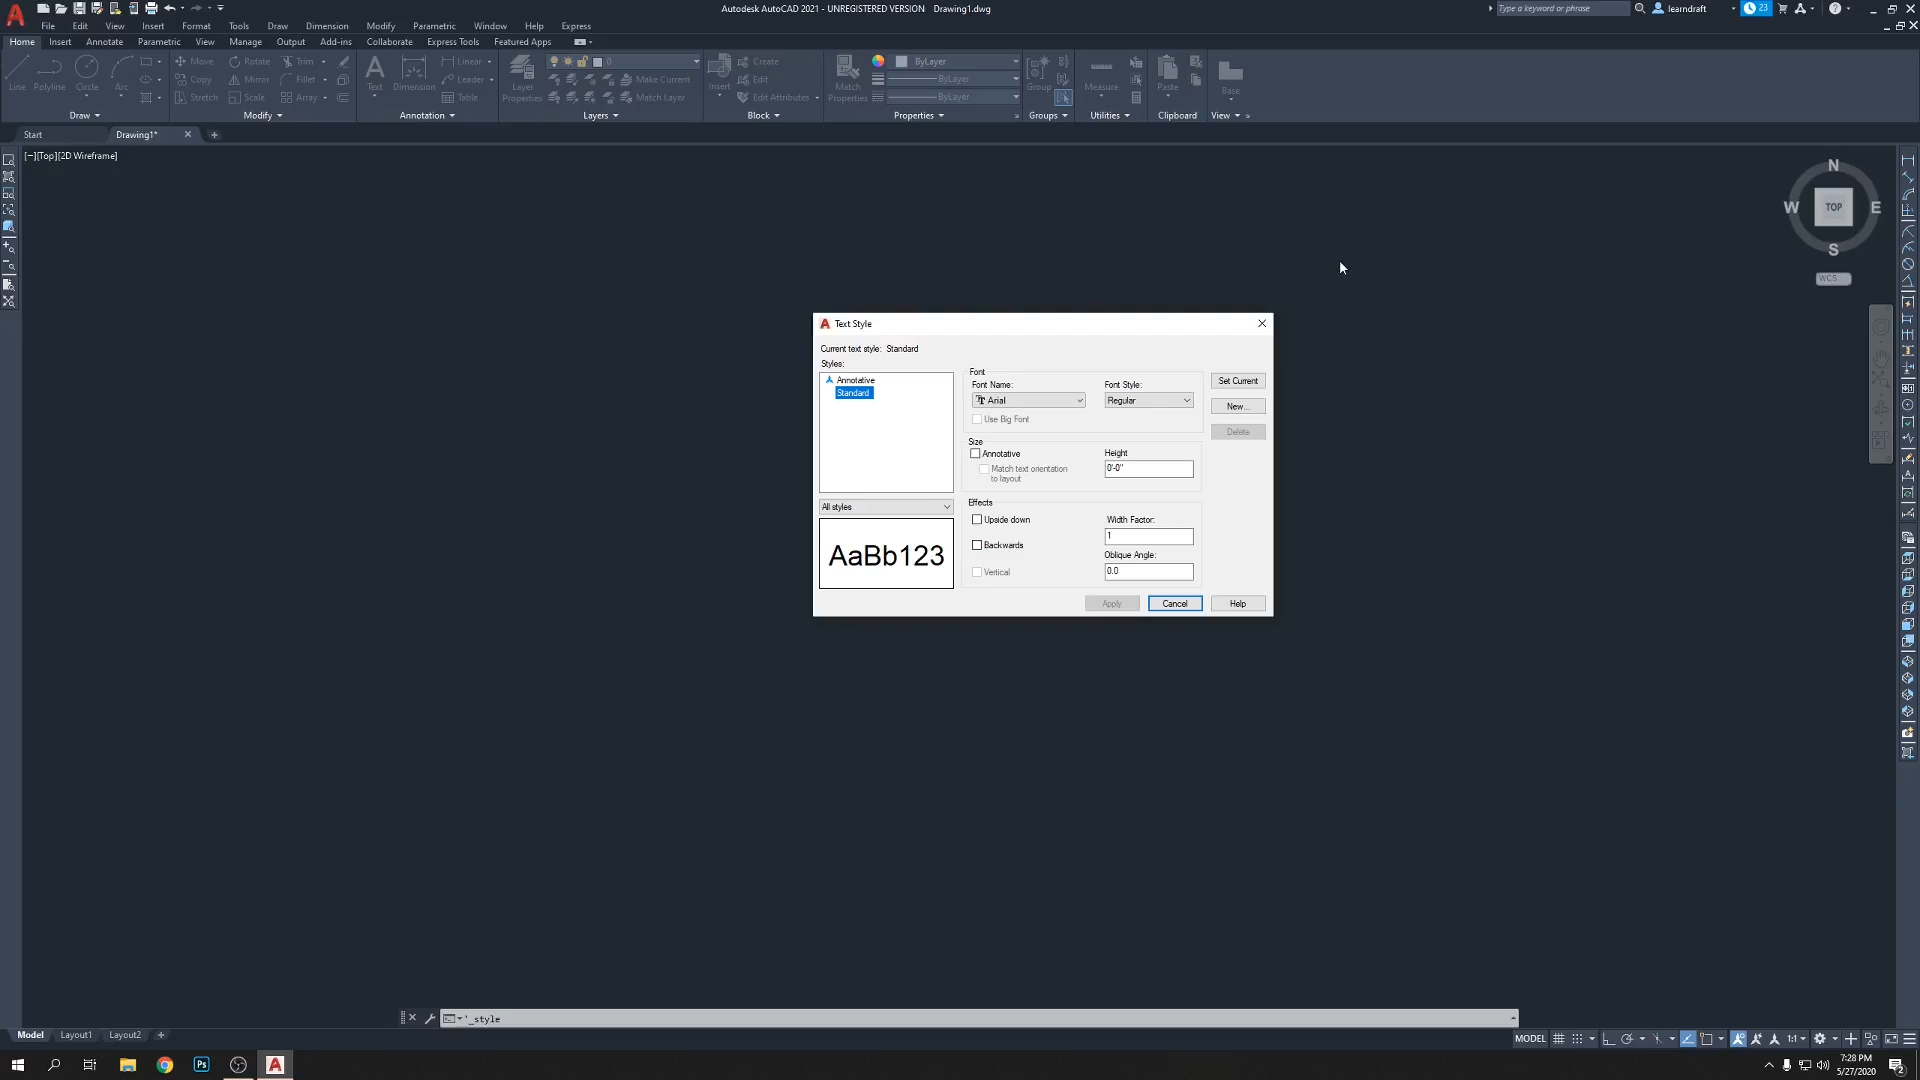 Autodesk AutoCAD 2021 - UNREGISTERED VERSION Drawing1.dwg
Type a keyword or phrase
learndraft
23
File Edit View Insert Format Tools Draw Dimension Modify Parametric Window Help Express
Home Insert Annotate Parametric View Manage Output Add-ins Collaborate Express Tools Featured Apps
Line Polyline Circle Arc
Move Rotate Trim
Copy Mirror Fillet
Stretch Scale Array
Text Dimension
Linear
Leader
Table
Layer Properties
0
Make Current
Match Layer
Insert
Create
Edit
Edit Attributes
Match Properties
ByLayer
ByLayer
ByLayer
Group
Measure
Paste
Base
Draw Modify Annotation Layers Block Properties Groups Utilities Clipboard View
Start Drawing1*
[−][Top][2D Wireframe]
N
W TOP E
S
WCS
Text Style
Current text style: Standard
Styles:
Annotative
Standard
All styles
AaBb123
Font
Font Name: Font Style:
Arial Regular
Use Big Font
Size
Annotative
Match text orientation
to layout
Height
0'-0"
Effects
Upside down
Backwards
Vertical
Width Factor:
1
Oblique Angle:
0.0
Set Current
New...
Delete
Apply Cancel Help
'_style
Model Layout1 Layout2
MODEL 1:1
Ps
7:28 PM
5/27/2020
2